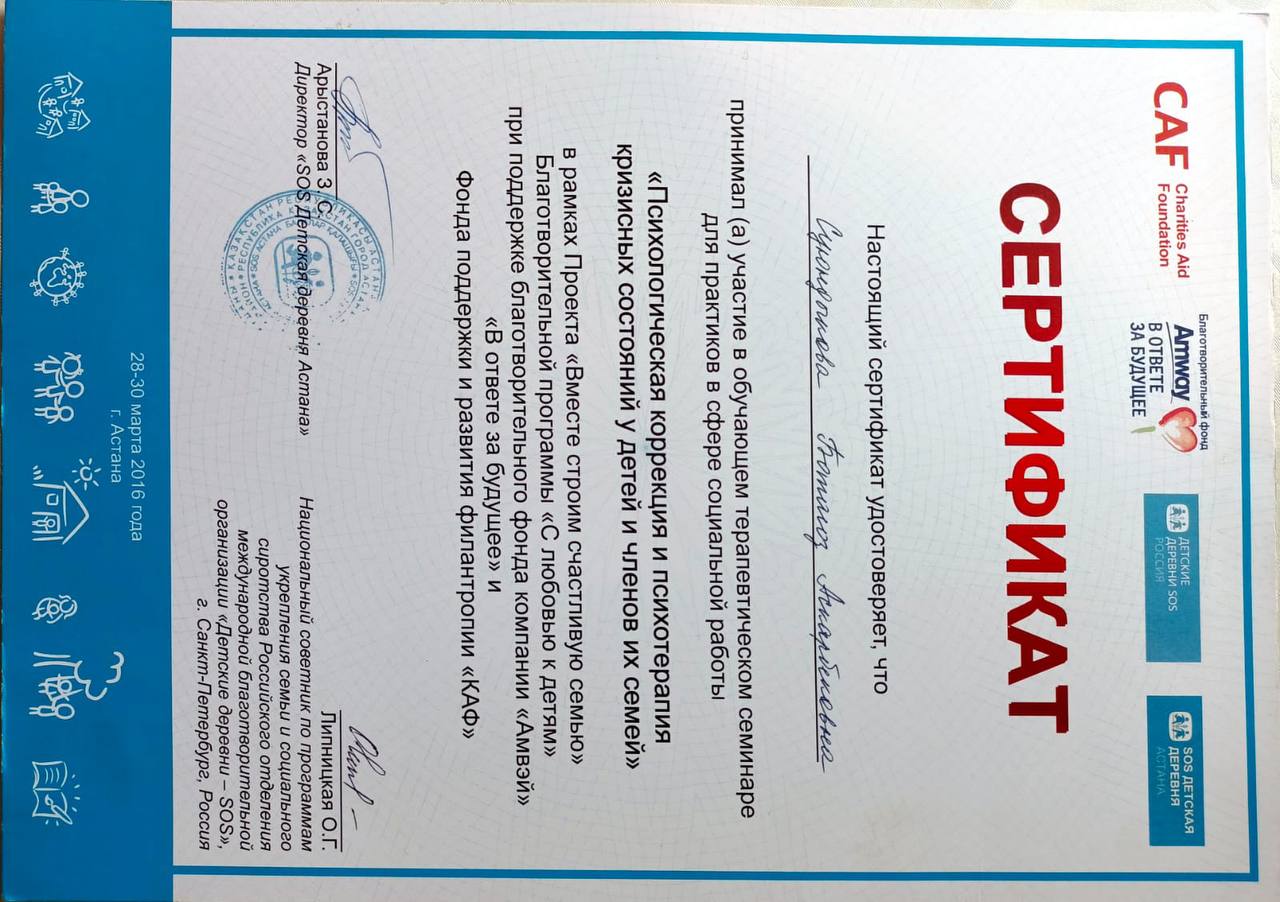 CAF
Charities Aid
Foundation
Благотворительный фонд
Amway
В ОТВЕТЕ
ЗА БУДУЩЕЕ
ДЕТСКИЕ
ДЕРЕВНИ SOS
РОССИЯ
SOS ДЕТСКАЯ
ДЕРЕВНЯ
АСТАНА
СЕРТИФИКАТ
Настоящий сертификат удостоверяет, что
Аскарбековна
принимал (а) участие в обучающем терапевтическом семинаре
для практиков в сфере социальной работы
«Психологическая коррекция и психотерапия
кризисных состояний у детей и членов их семей»
в рамках Проекта «Вместе строим счастливую семью»
Благотворительной программы «С любовью к детям»
при поддержке благотворительного фонда компании «Амвэй»
«В ответе за будущее» и
Фонда поддержки и развития филантропии «КАФ»
Арыстанова З.С.
Директор «SOS Детская деревня Астана»
Липницкая О.Г.
Национальный советник по программам
укрепления семьи и социального
сиротства Российского отделения
международной благотворительной
организации «Детские деревни – SOS»,
г. Санкт-Петербург, Россия
28-30 марта 2016 года
г. Астана